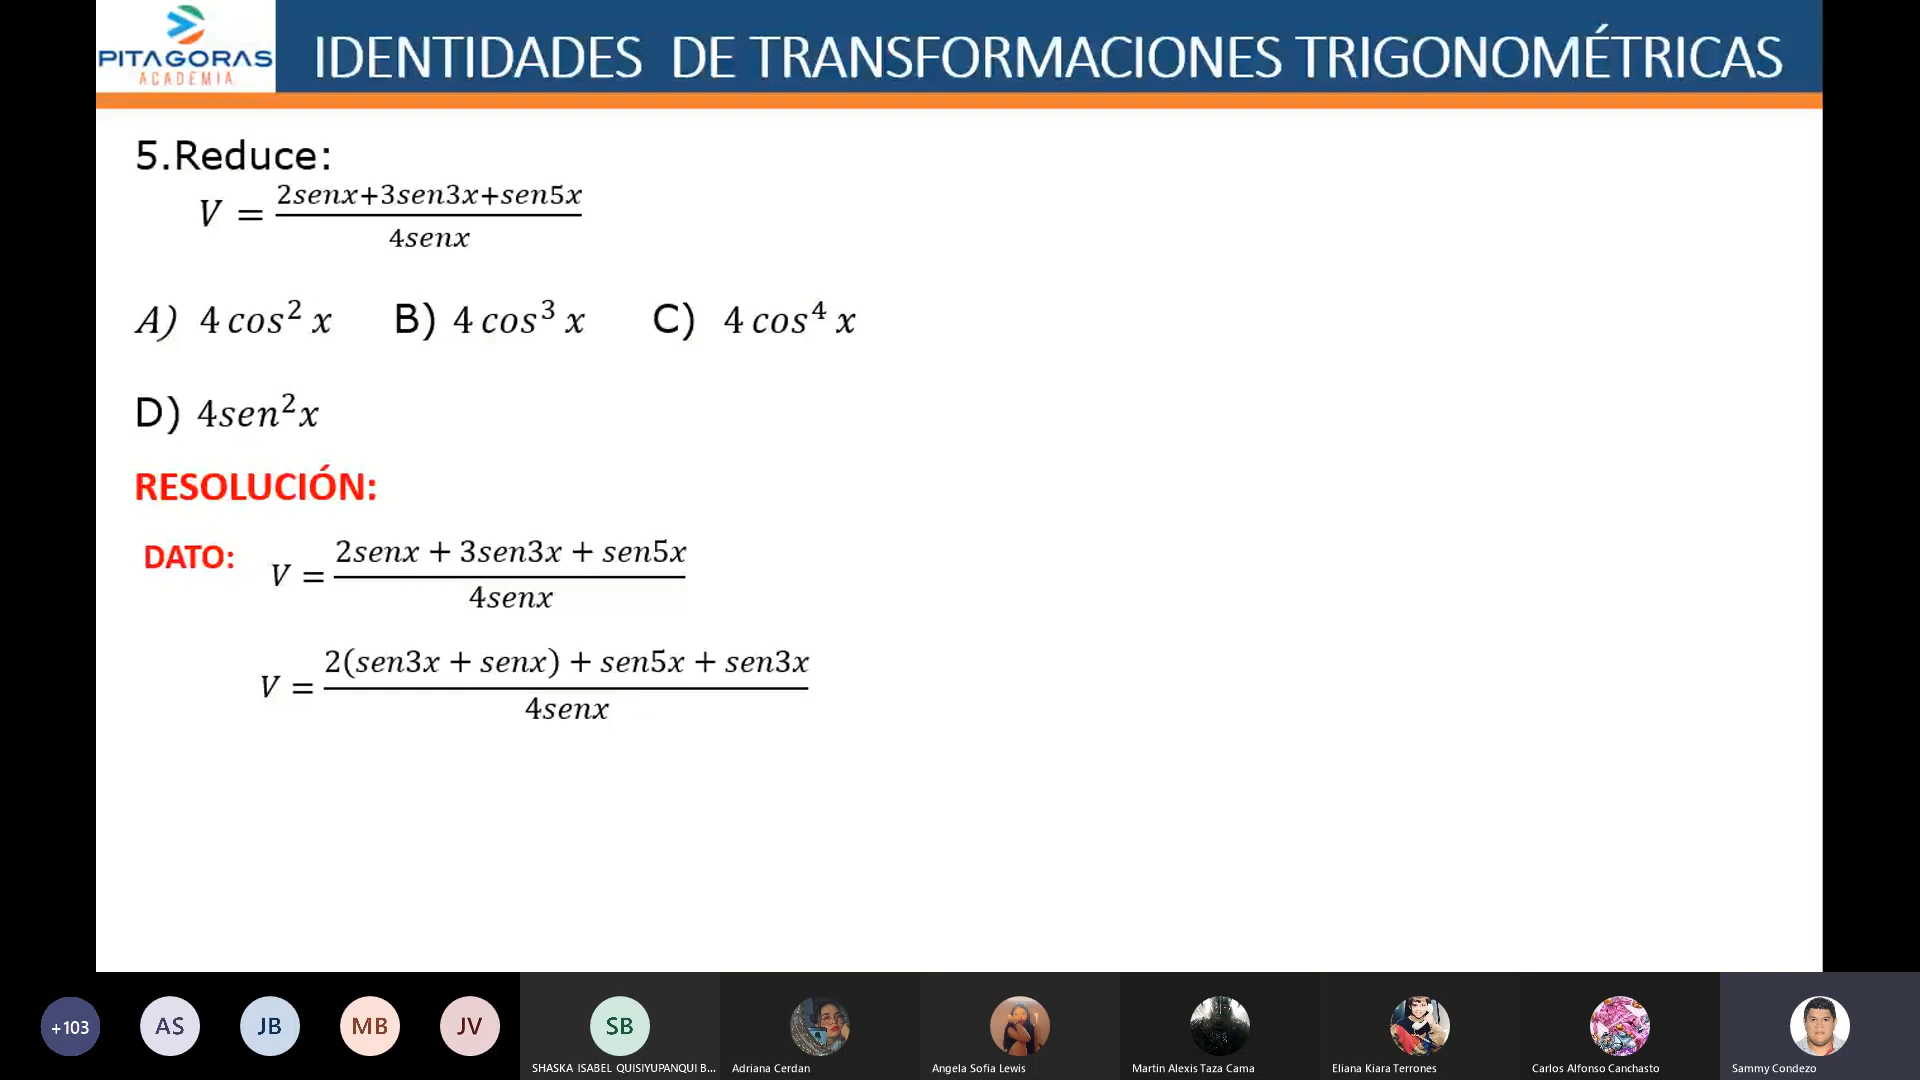 PITAGORAS
ACADEMIA
IDENTIDADES DE TRANSFORMACIONES TRIGONOMÉTRICAS
5.Reduce:
V = \frac{2senx+3sen3x+sen5x}{4senx}
A) 4 cos² x B) 4 cos³ x C) 4 cos⁴ x
D) 4sen²x
RESOLUCIÓN:
DATO: V = \frac{2senx + 3sen3x + sen5x}{4senx}
V = \frac{2(sen3x + senx) + sen5x + sen3x}{4senx}
+103 AS JB MB JV SB
SHASKA ISABEL QUISIYUPANQUI B... Adriana Cerdan Angela Sofia Lewis Martin Alexis Taza Cama Eliana Kiara Terrones Carlos Alfonso Canchasto Sammy Condezo